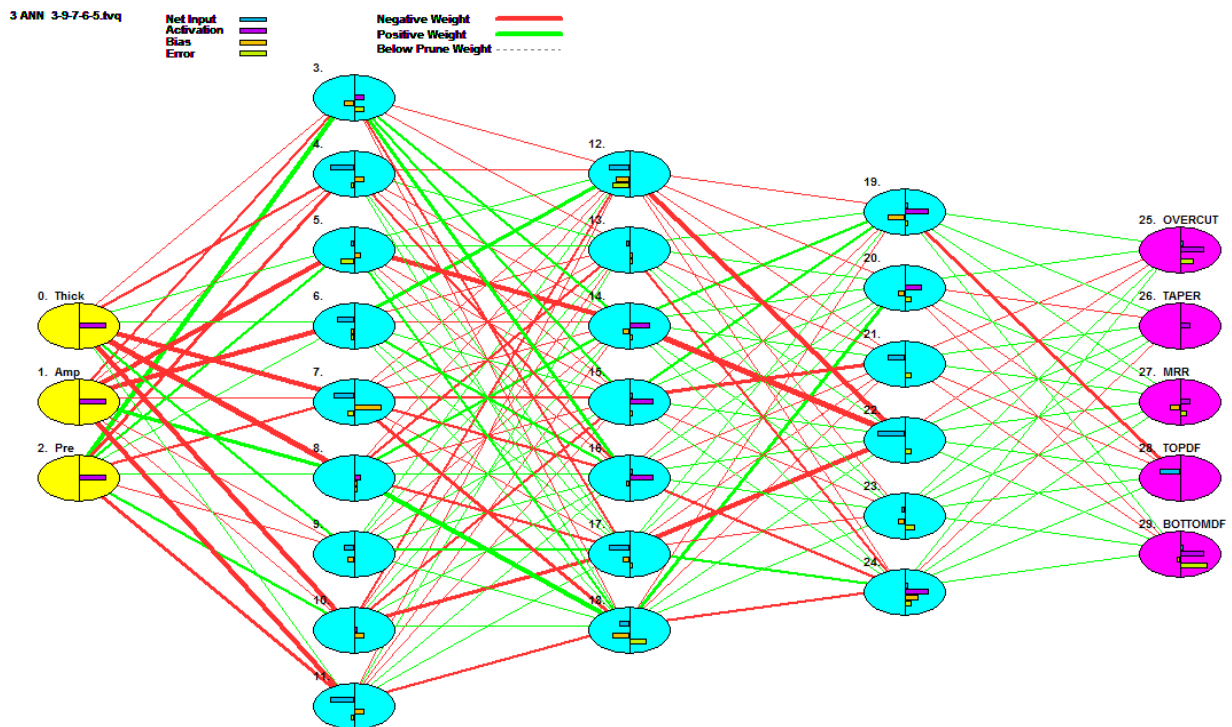 3 ANN 3-9-7-6-5.tvq
Net Input
Activation
Bias
Error
Negative Weight
Positive Weight
Below Prune Weight
0. Thick
1. Amp
2. Pre
3.
4.
5.
6.
7.
8.
9.
10.
11.
12.
13.
14.
15.
16.
17.
18.
19.
20.
21.
22.
23.
24.
25. OVERCUT
26. TAPER
27. MRR
28. TOPDF
29. BOTTOMDF